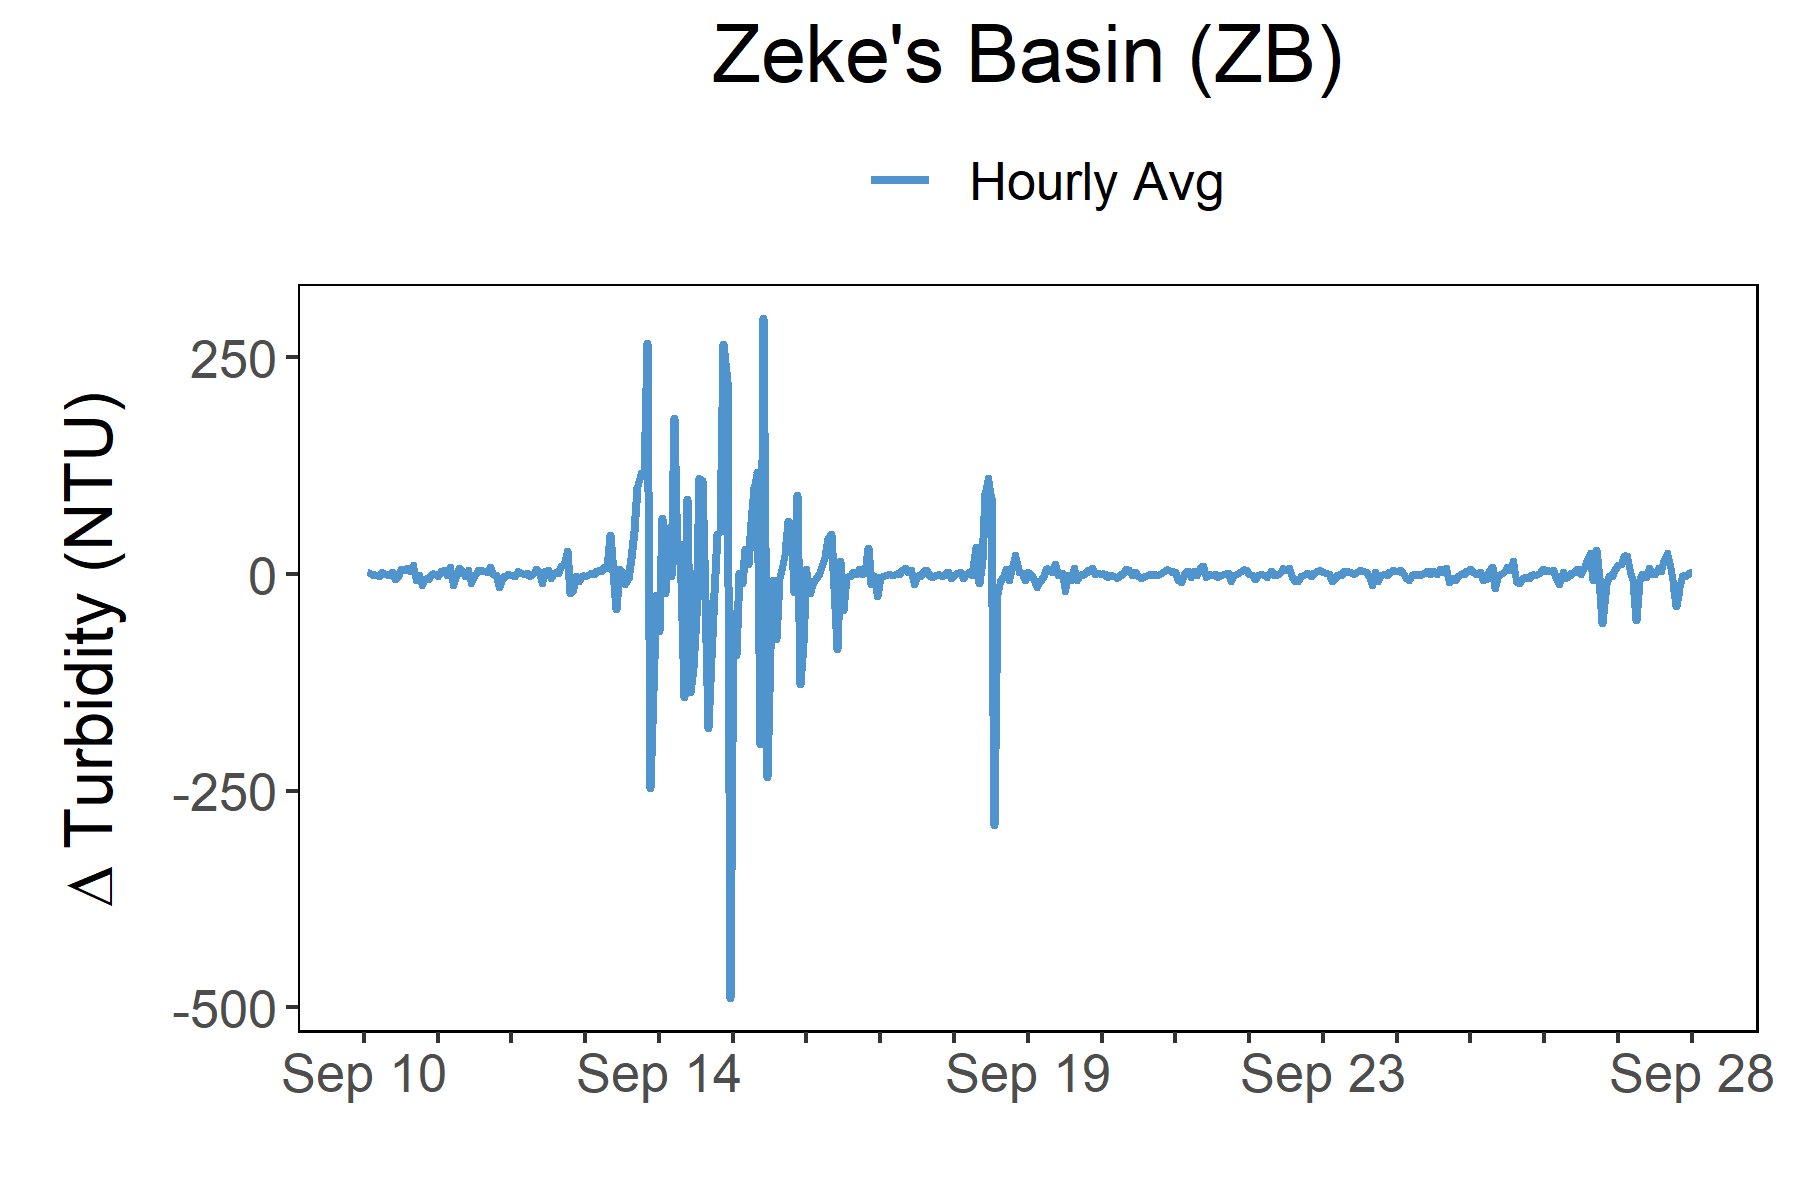 Zeke's Basin (ZB)
Hourly Avg
Δ Turbidity (NTU)
250
0
-250
-500
Sep 10 Sep 14 Sep 19 Sep 23 Sep 28